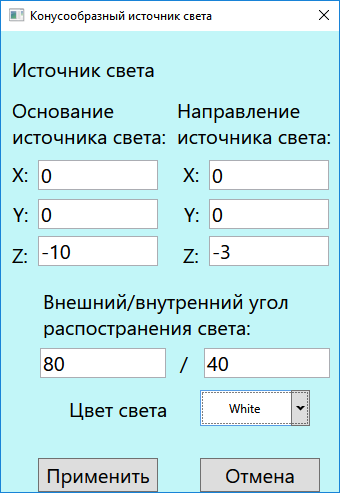 Конусообразный источник света
Источник света
Основание
источника света:
Направление
источника света:
X: 0
X: 0
Y: 0
Y: 0
Z: -10
Z: -3
Внешний/внутренний угол
распостранения света:
80 / 40
Цвет света White
Применить Отмена